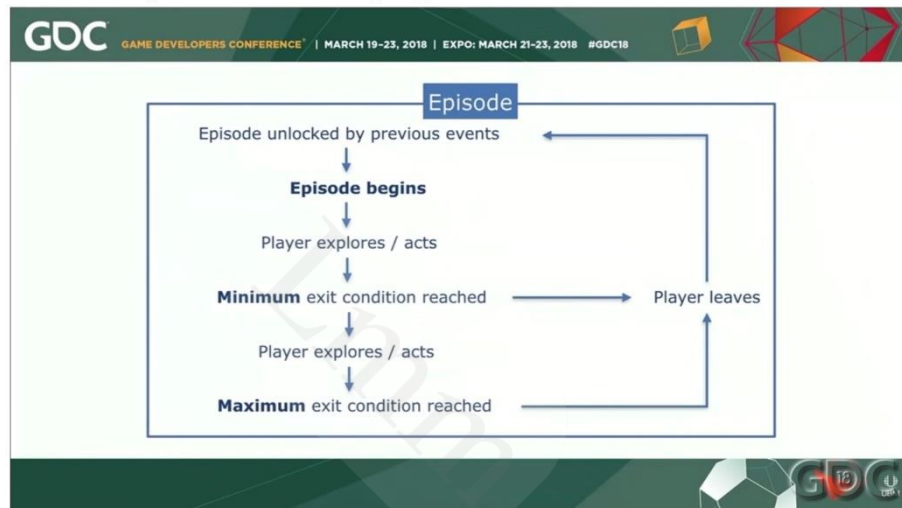 GDC GAME DEVELOPERS CONFERENCE® | MARCH 19–23, 2018 | EXPO: MARCH 21–23, 2018 #GDC18
Episode
Episode unlocked by previous events
Episode begins
Player explores / acts
Minimum exit condition reached
Player leaves
Player explores / acts
Maximum exit condition reached
Lmm
GDC
18